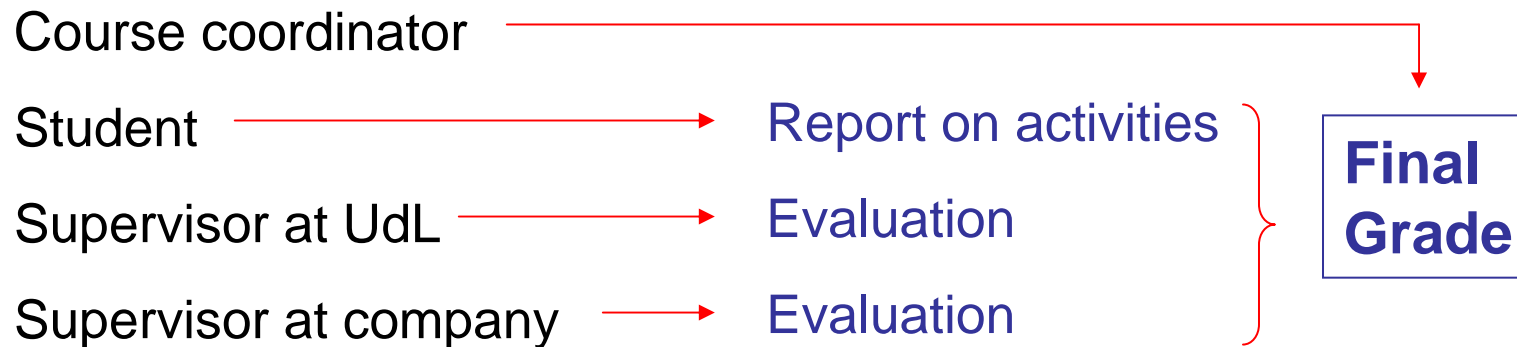 Course coordinator
Student
Report on activities
Supervisor at UdL
Evaluation
Supervisor at company
Evaluation
Final
Grade